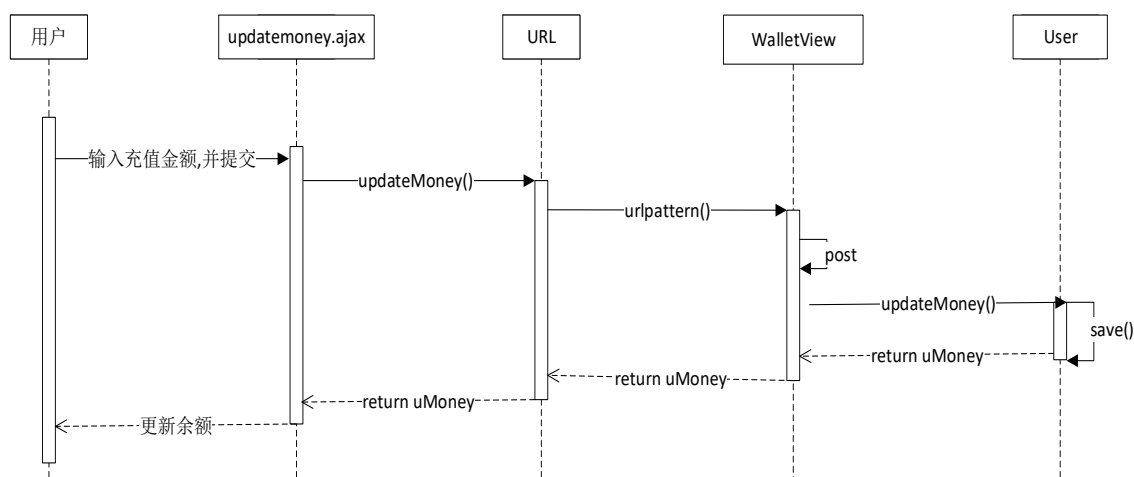 用户
updatemoney.ajax
URL
WalletView
User
输入充值金额,并提交
updateMoney()
urlpattern()
post
updateMoney()
save()
return uMoney
return uMoney
return uMoney
更新余额